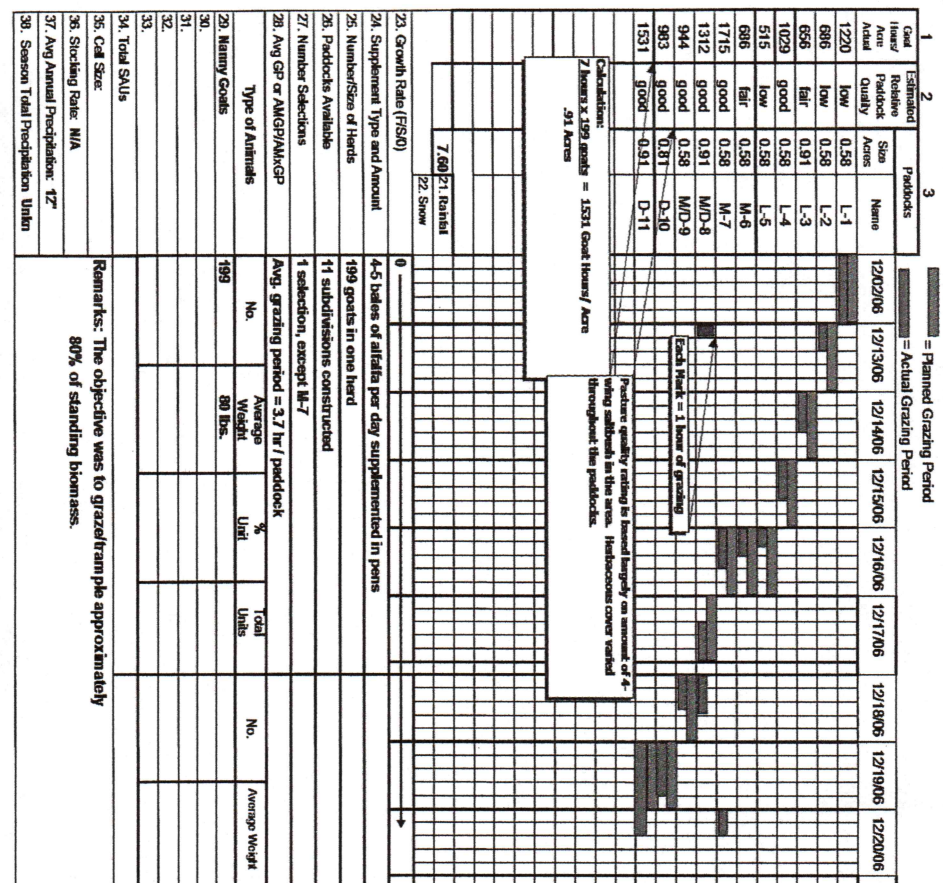 = Planned Grazing Period
= Actual Grazing Period
1 2 3
Goat Hours/ Acre Actual
Estimated Relative Paddock Quality
Paddocks
Size Acres
Name
12/02/06 12/13/06 12/14/06 12/15/06 12/16/06 12/17/06 12/18/06 12/19/06 12/20/06
1220 low 0.58 L-1
686 low 0.58 L-2
656 fair 0.91 L-3
1029 good 0.58 L-4
515 low 0.58 L-5
686 fair 0.58 M-6
1715 good 0.58 M-7
1312 good 0.91 M/D-8
944 good 0.58 M/D-9
983 good 0.81 D-10
1531 good 0.91 D-11
Each Mark = 1 hour of grazing
Calculation:
7 hours x 199 goats = 1531 Goat Hours/ Acre
.91 Acres
Pasture quality rating is based largely on amount of 4-
wing saltbush in the area. Herbaceous cover varied
throughout the paddocks.
7.60 21. Rainfall
22. Snow
23. Growth Rate (F/S/0) 0
24. Supplement Type and Amount 4-5 bales of alfalfa per day supplemented in pens
25. Number/Size of Herds 199 goats in one herd
26. Paddocks Available 11 subdivisions constructed
27. Number Selections 1 selection, except M-7
28. Avg GP or AMGP/AMxGP Avg. grazing period = 3.7 hr / paddock
Type of Animals No. Average Weight % Unit Total Units No. Average Weight
29. Nanny Goats 199 80 lbs.
30.
31.
32.
33.
34. Total SAUs
35. Cell Size: Remarks: The objective was to graze/trample approximately
36. Stocking Rate: N/A 80% of standing biomass.
37. Avg Annual Precipitation: 12"
38. Season Total Precipitation Unkn